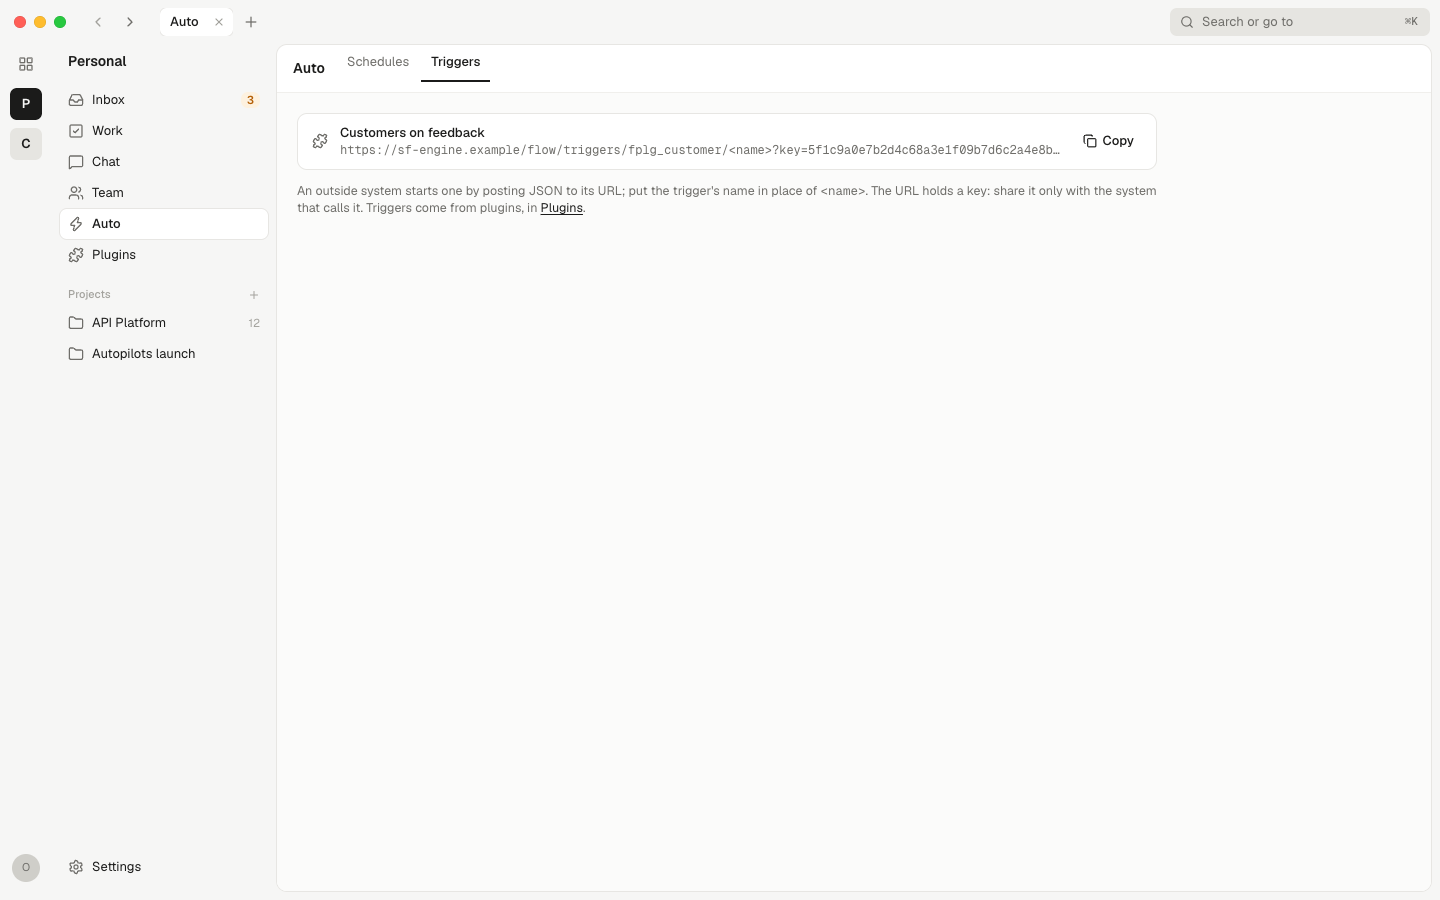 Auto
Search or go to
⌘K
Personal
P
C
Inbox
3
Work
Chat
Team
Auto
Plugins
Projects
API Platform
12
Autopilots launch
O
Settings
Auto
Schedules
Triggers
Customers on feedback
https://sf-engine.example/flow/triggers/fplg_customer/<name>?key=5f1c9a0e7b2d4c68a3e1f09b7d6c2a4e8b…
Copy
An outside system starts one by posting JSON to its URL; put the trigger's name in place of <name>. The URL holds a key: share it only with the system
that calls it. Triggers come from plugins, in Plugins.